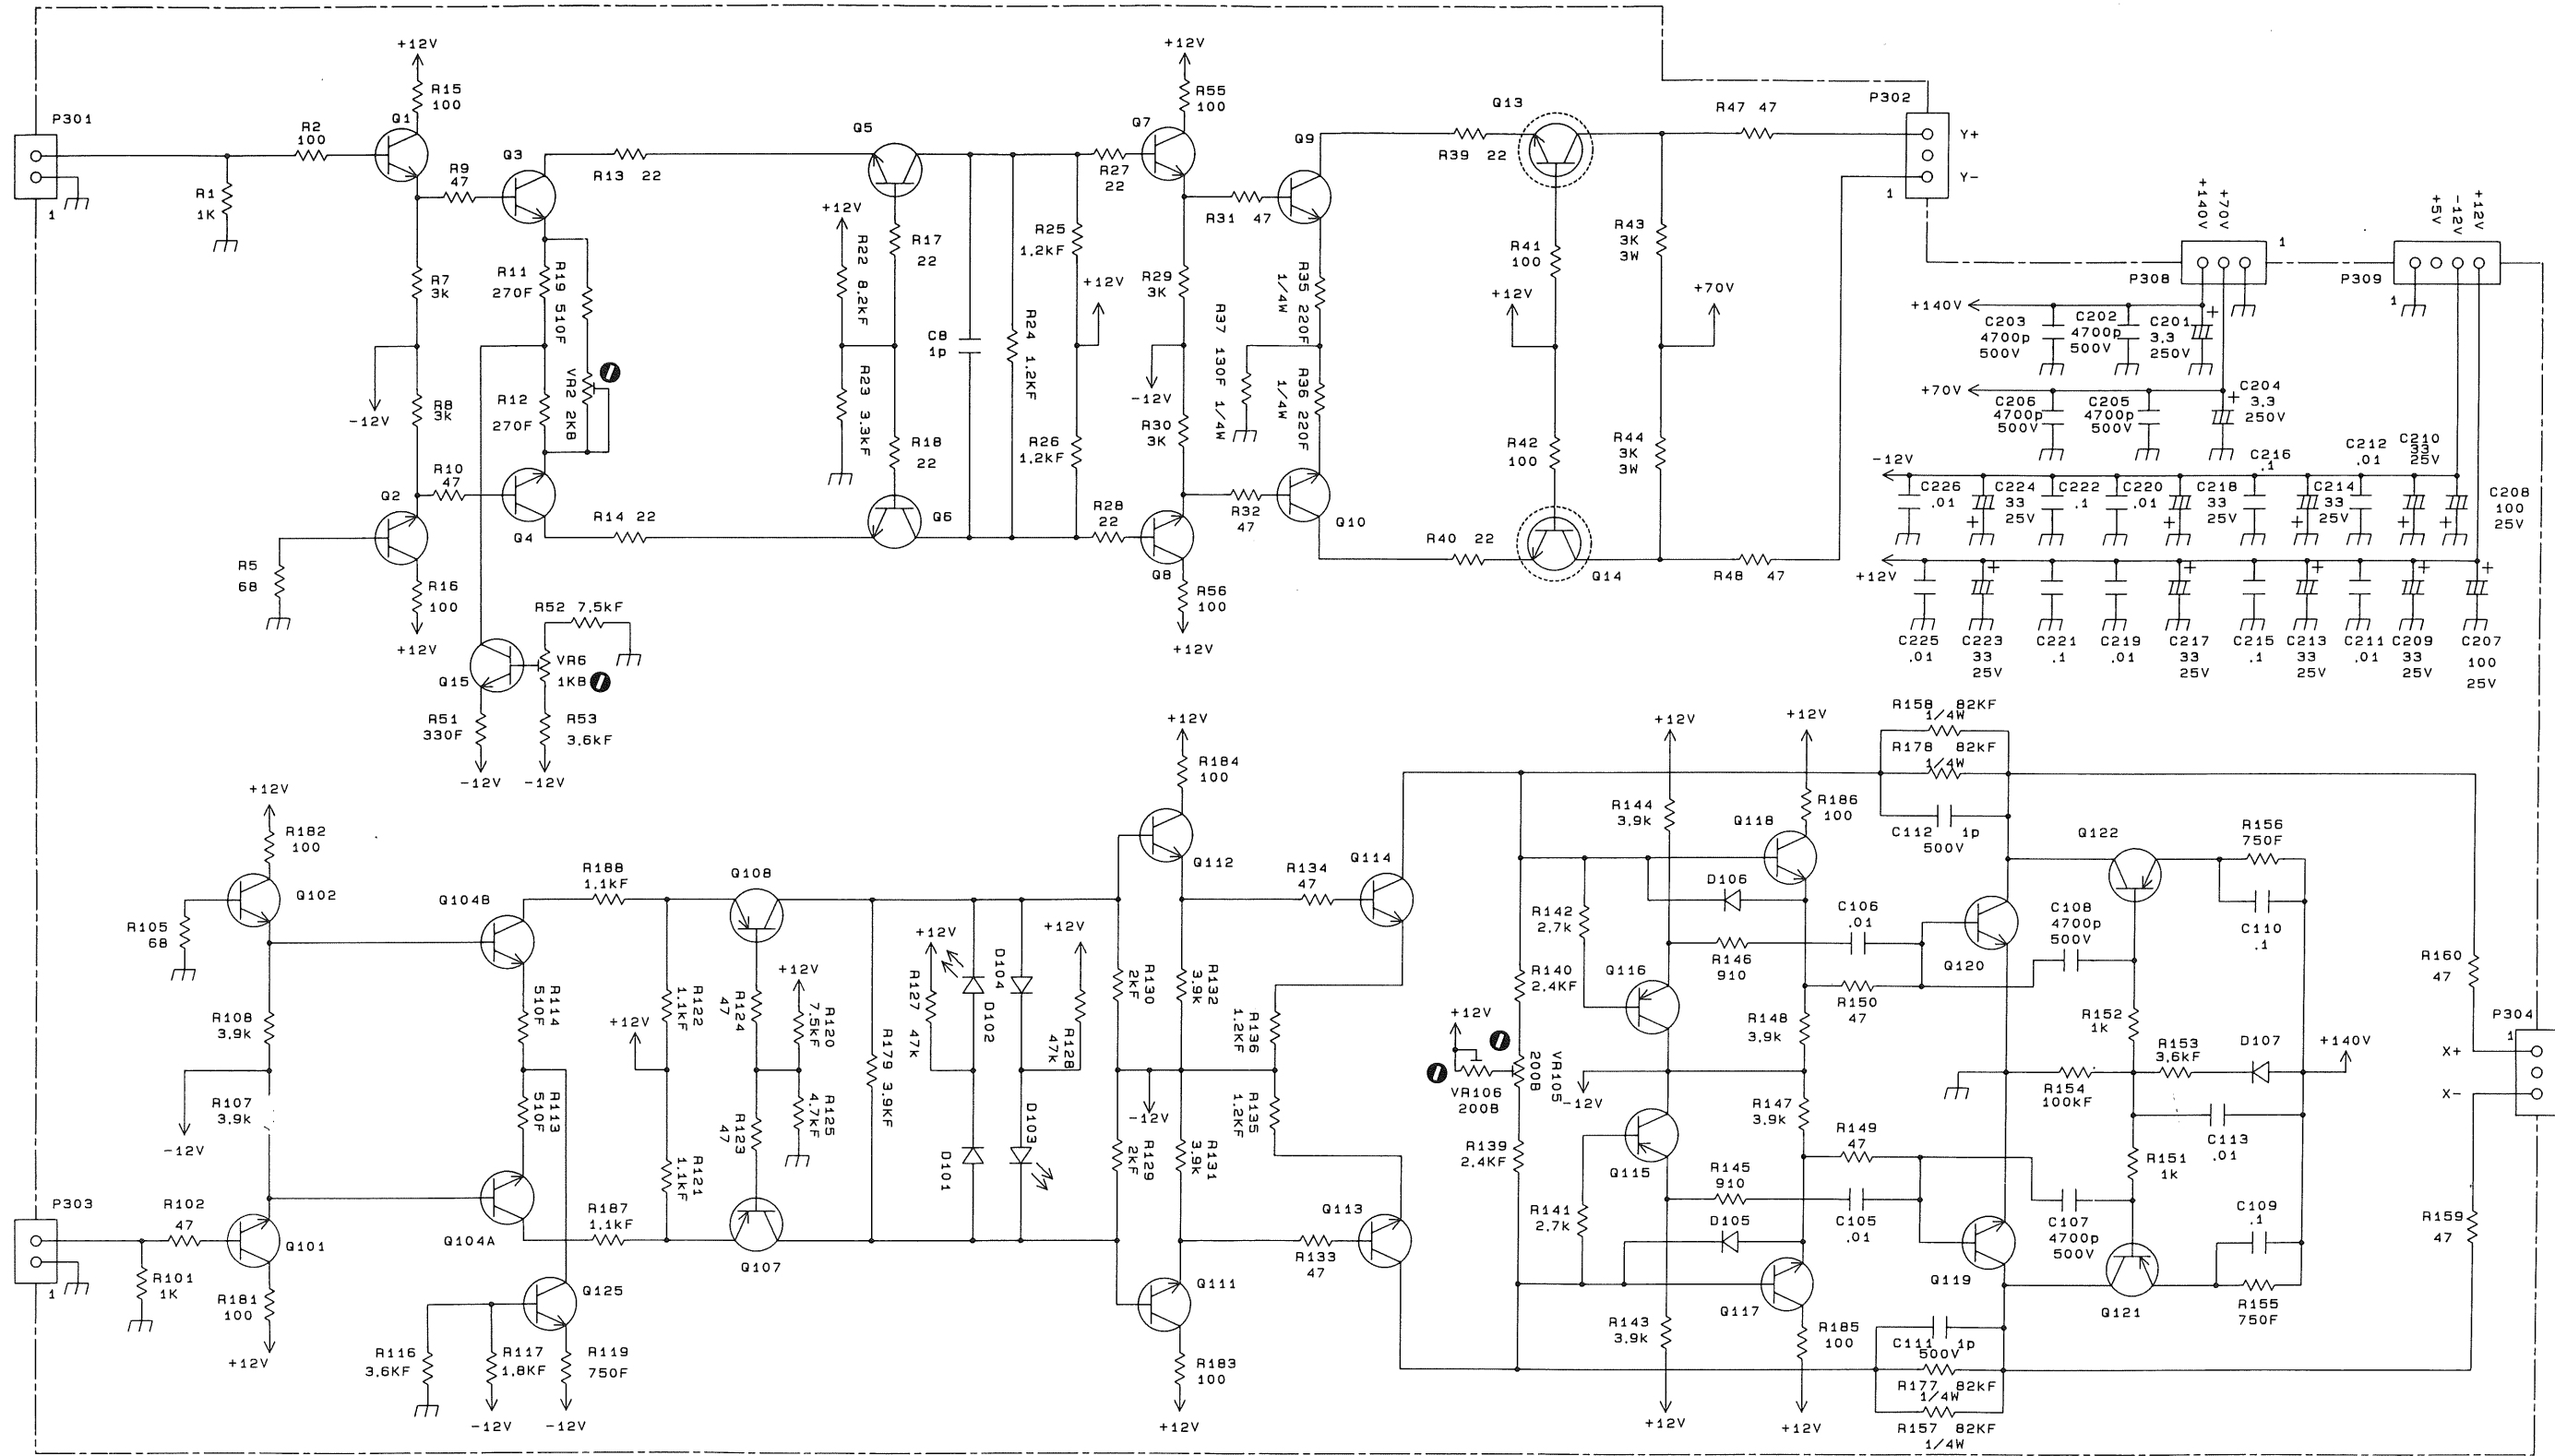 P301
1
R1
1K
R2
100
+12V
R15
100
Q1
R9
47
R7
3k
-12V
R8
3k
Q2
R10
47
R5
68
R16
100
+12V
Q3
R11
270F
R19 510F
R12
270F
VR2 2KB
Q4
R13 22
R14 22
Q15
R52 7.5kF
VR6
1KB
R51
330F
R53
3.6kF
-12V
-12V
Q5
+12V
R22 8.2kF
R17
22
R23 3.3kF
R18
22
Q6
C8
1p
R24 1.2KF
R25
1.2kF
+12V
R26
1.2kF
R27
22
R28
22
+12V
R55
100
Q7
R31 47
R29
3K
-12V
R30
3K
R37 130F 1/4W
R32
47
Q8
R56
100
+12V
Q9
R35 220F
1/4W
R36 220F
1/4W
Q10
R39 22
R40 22
Q13
R41
100
+12V
R42
100
Q14
R43
3K
3W
+70V
R44
3K
3W
R47 47
R48 47
P302
Y+
Y-
1
+140V
+70V
P308
1
+5V
-12V
+12V
P309
1
+140V
C203
4700p
500V
C202
4700p
500V
C201
3.3
250V
+
+70V
C206
4700p
500V
C205
4700p
500V
C204
3.3
250V
+
-12V
C226
.01
C224
33
25V
+
C222
.1
C220
.01
C218
33
25V
+
C216
.1
C214
33
25V
+
C212
.01
C210
33
25V
+
C208
100
25V
+
+12V
C225
.01
C223
33
25V
+
C221
.1
C219
.01
C217
33
25V
+
C215
.1
C213
33
25V
+
C211
.01
C209
33
25V
+
C207
100
25V
+
+12V
R182
100
Q102
R105
68
R108
3.9k
-12V
R107
3.9k
-12V
P303
1
R102
47
Q101
R101
1K
R181
100
+12V
Q104B
R114
510F
R113
510F
Q104A
Q125
R116
3.6KF
R117
1.8KF
R119
750F
-12V
-12V
R188
1.1kF
R187
1.1kF
+12V
R122
1.1KF
R121
1.1KF
Q108
R124
47
+12V
R120
7.5kF
R123
47
R125
4.7KF
Q107
R179 3.9KF
+12V
R127 47k
D102
D104
+12V
R128
47k
D101
D103
+12V
R184
100
Q112
R130
2kF
R132
3.9k
-12V
R129
2KF
R131
3.9k
Q111
R183
100
+12V
R134
47
Q114
R136
1.2KF
R135
1.2KF
R133
47
Q113
R140
2.4KF
+12V
VR106
200B
VR105
200B
R139
2.4KF
R142
2.7k
R141
2.7k
+12V
R144
3.9k
Q116
-12V
Q115
R143
3.9k
+12V
+12V
R186
100
Q118
D106
R146
910
C106
.01
R150
47
R148
3.9k
R147
3.9k
R149
47
R145
910
C105
.01
D105
Q117
R185
100
+12V
R158 82KF
1/4W
R178 82kF
1/4W
C112 1p
500V
Q120
C108
4700p
500V
Q122
R156
750F
C110
.1
R152
1k
R154
100KF
R153
3.6kF
D107
+140V
C113
.01
R151
1k
C107
4700p
500V
C109
.1
Q119
Q121
R155
750F
C111 1p
500V
R177 82KF
1/4W
R157 82KF
1/4W
R160
47
P304
1
X+
X-
R159
47